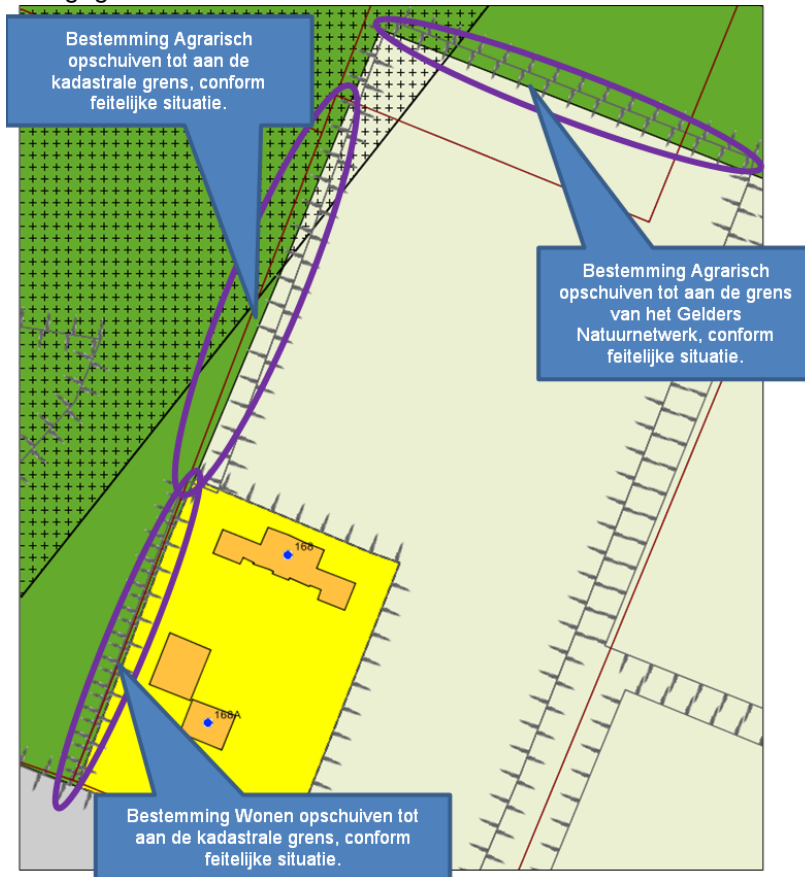 Bestemming Agrarisch
opschuiven tot aan de
kadastrale grens, conform
feitelijke situatie.
Bestemming Agrarisch
opschuiven tot aan de grens
van het Gelders
Natuurnetwerk, conform
feitelijke situatie.
168
168A
Bestemming Wonen opschuiven tot
aan de kadastrale grens, conform
feitelijke situatie.